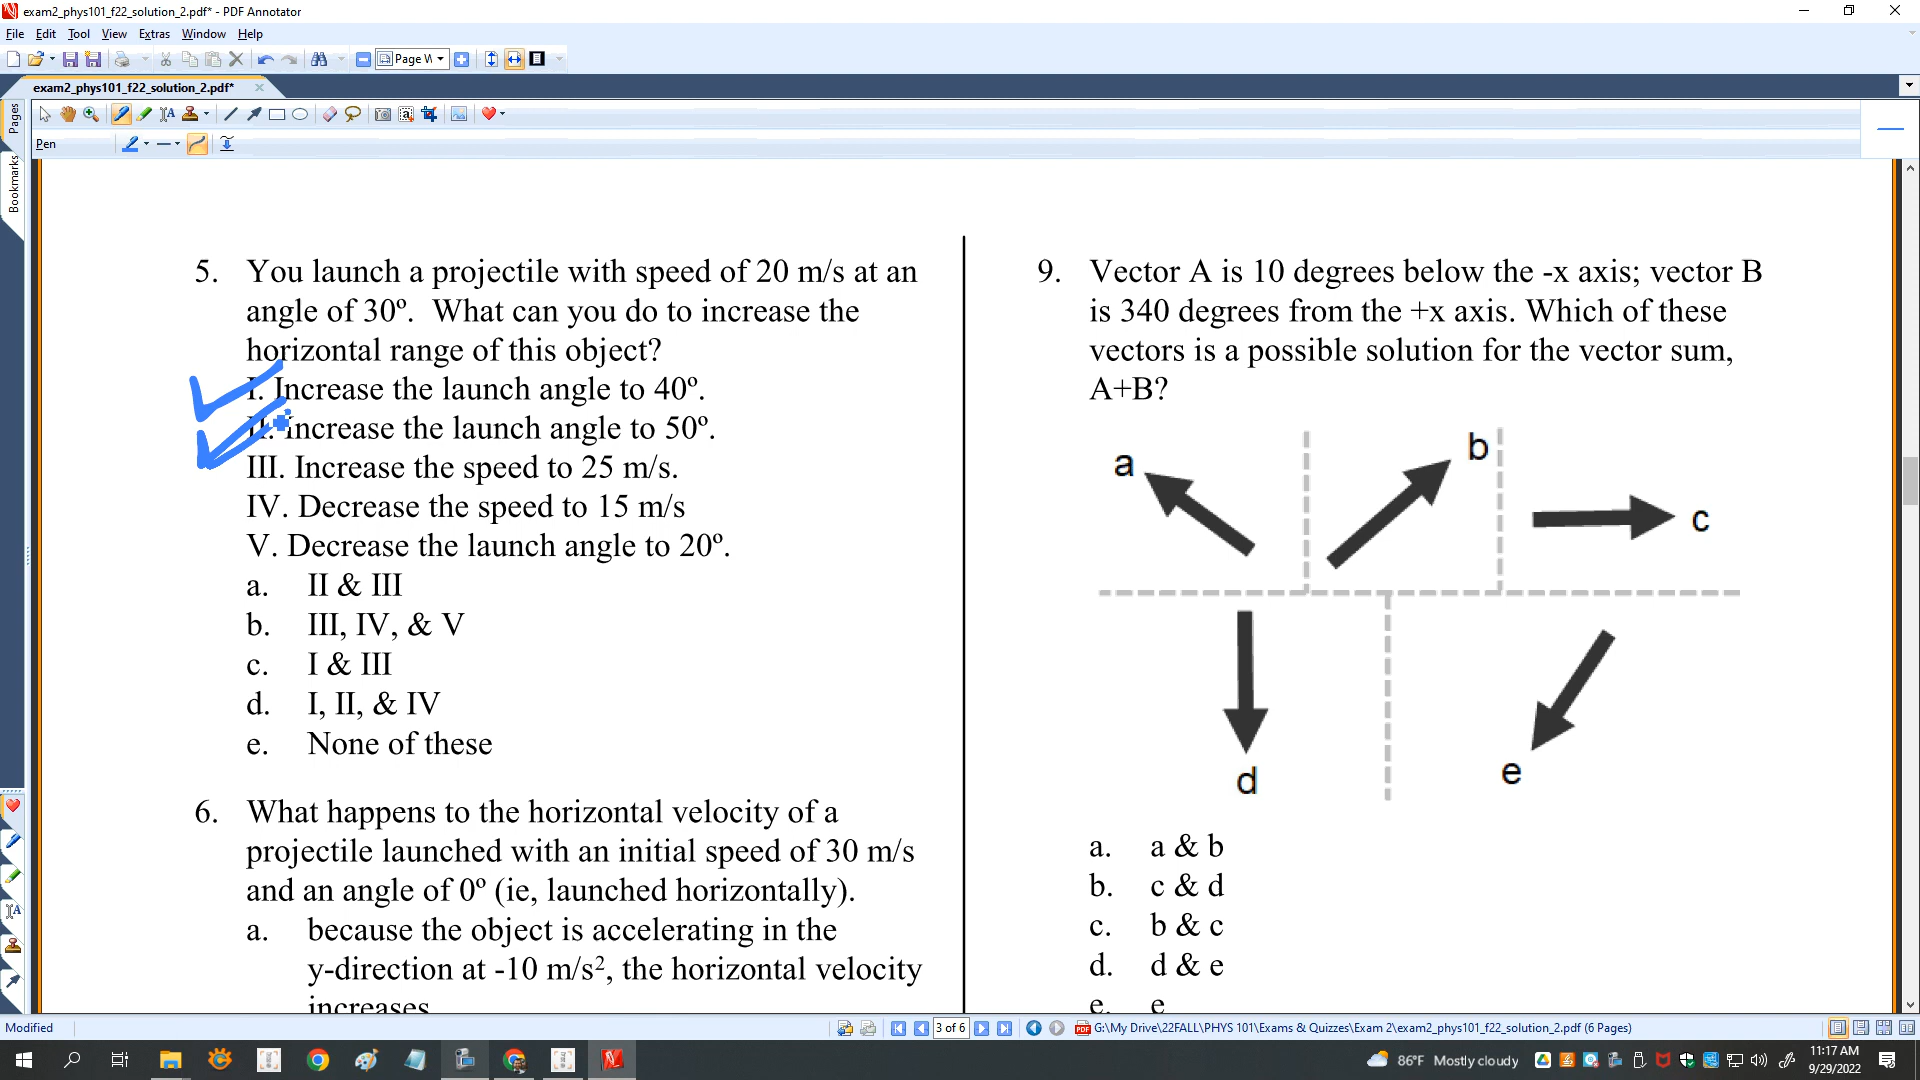 exam2_phys101_f22_solution_2.pdf* - PDF Annotator
File Edit Tool View Extras Window Help
Page W
exam2_phys101_f22_solution_2.pdf*
Pages
Bookmarks
Pen
5. You launch a projectile with speed of 20 m/s at an
angle of 30º. What can you do to increase the
horizontal range of this object?
I. Increase the launch angle to 40º.
II. Increase the launch angle to 50º.
III. Increase the speed to 25 m/s.
IV. Decrease the speed to 15 m/s
V. Decrease the launch angle to 20º.
a. II & III
b. III, IV, & V
c. I & III
d. I, II, & IV
e. None of these
6. What happens to the horizontal velocity of a
projectile launched with an initial speed of 30 m/s
and an angle of 0º (ie, launched horizontally).
a. because the object is accelerating in the
y-direction at -10 m/s², the horizontal velocity
increases
9. Vector A is 10 degrees below the -x axis; vector B
is 340 degrees from the +x axis. Which of these
vectors is a possible solution for the vector sum,
A+B?
a
b
c
d
e
a. a & b
b. c & d
c. b & c
d. d & e
e. e
Modified
3 of 6
G:\My Drive\22FALL\PHYS 101\Exams & Quizzes\Exam 2\exam2_phys101_f22_solution_2.pdf (6 Pages)
86°F Mostly cloudy
11:17 AM
9/29/2022